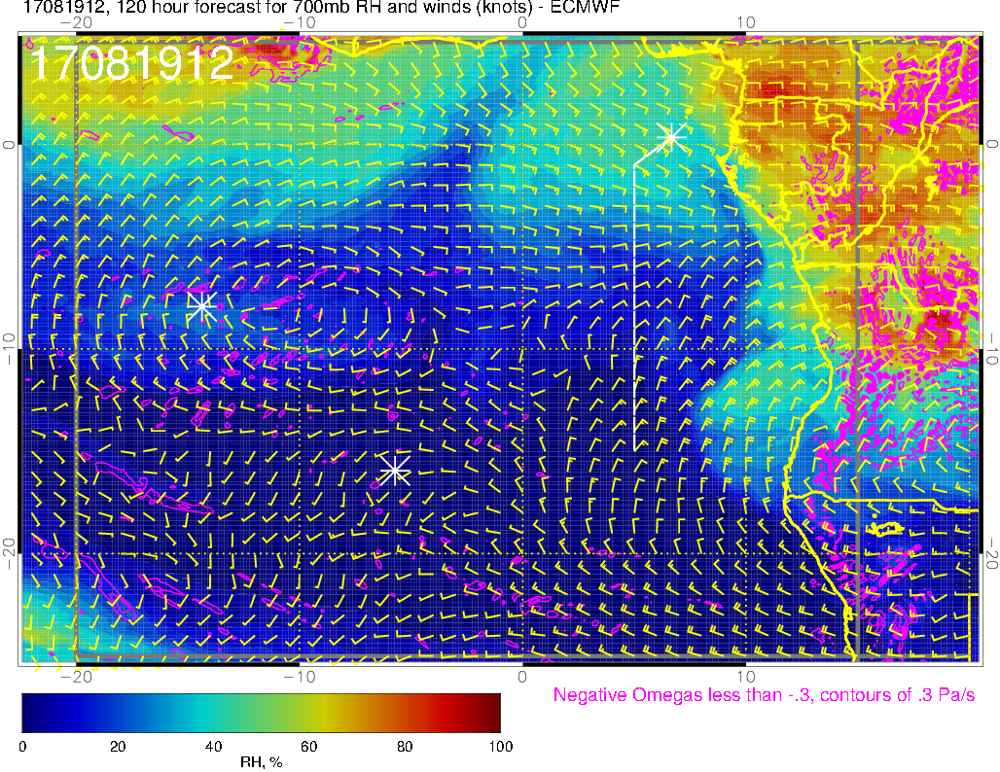 17081912, 120 hour forecast for 700mb RH and winds (knots) - ECMWF
−20 −10 0 10
17081912
0 0
−10 −10
−20 −20
−20 −10 0 10
Negative Omegas less than -.3, contours of .3 Pa/s
0 20 40 60 80 100
RH, %